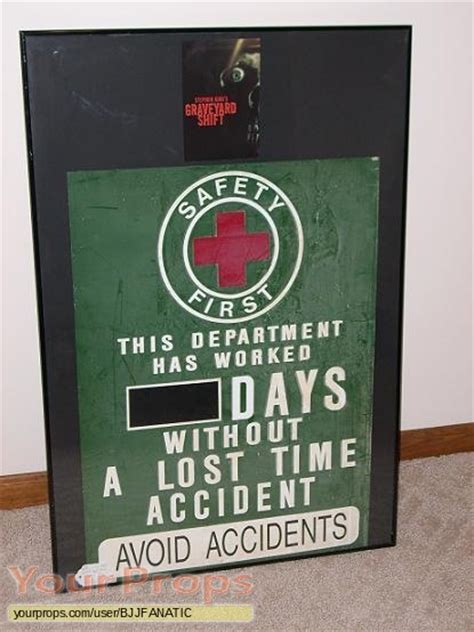 STEPHEN KING'S
GRAVEYARD
SHIFT
SAFETY
FIRST
THIS DEPARTMENT
HAS WORKED
DAYS
WITHOUT
A LOST TIME
ACCIDENT
AVOID ACCIDENTS
YourProps
yourprops.com/user/BJJFANATIC